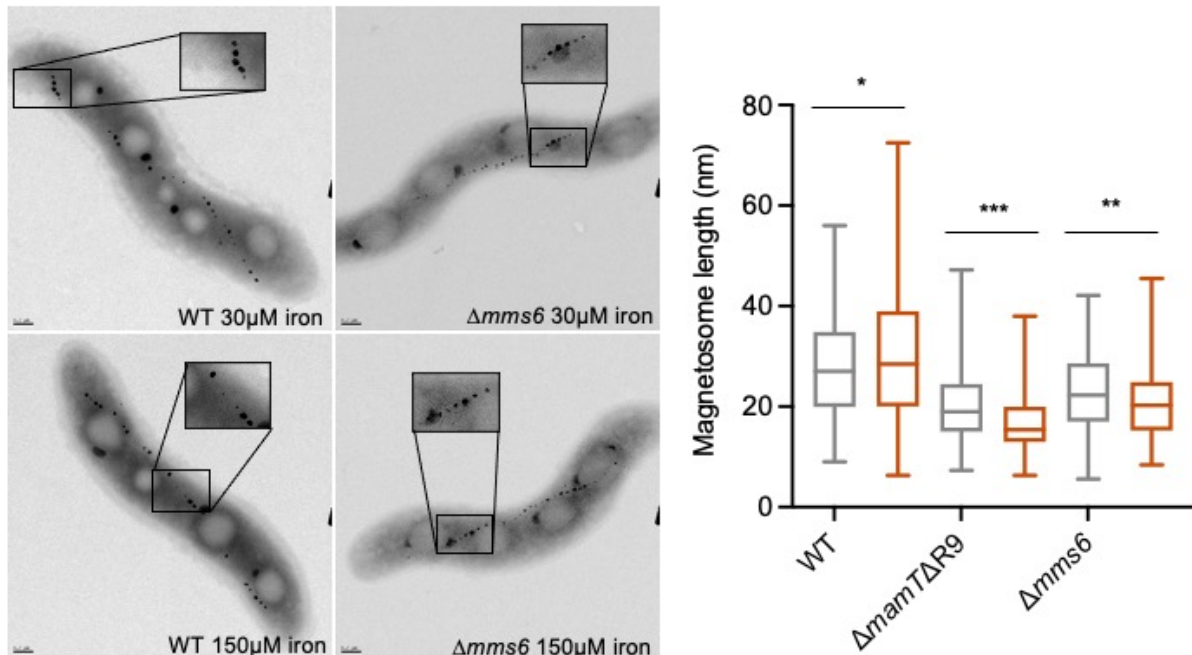 WT 30µM iron
Δmms6 30µM iron
WT 150µM iron
Δmms6 150µM iron
Magnetosome length (nm)
80
60
40
20
0
*
***
**
WT
ΔmamTΔR9
Δmms6